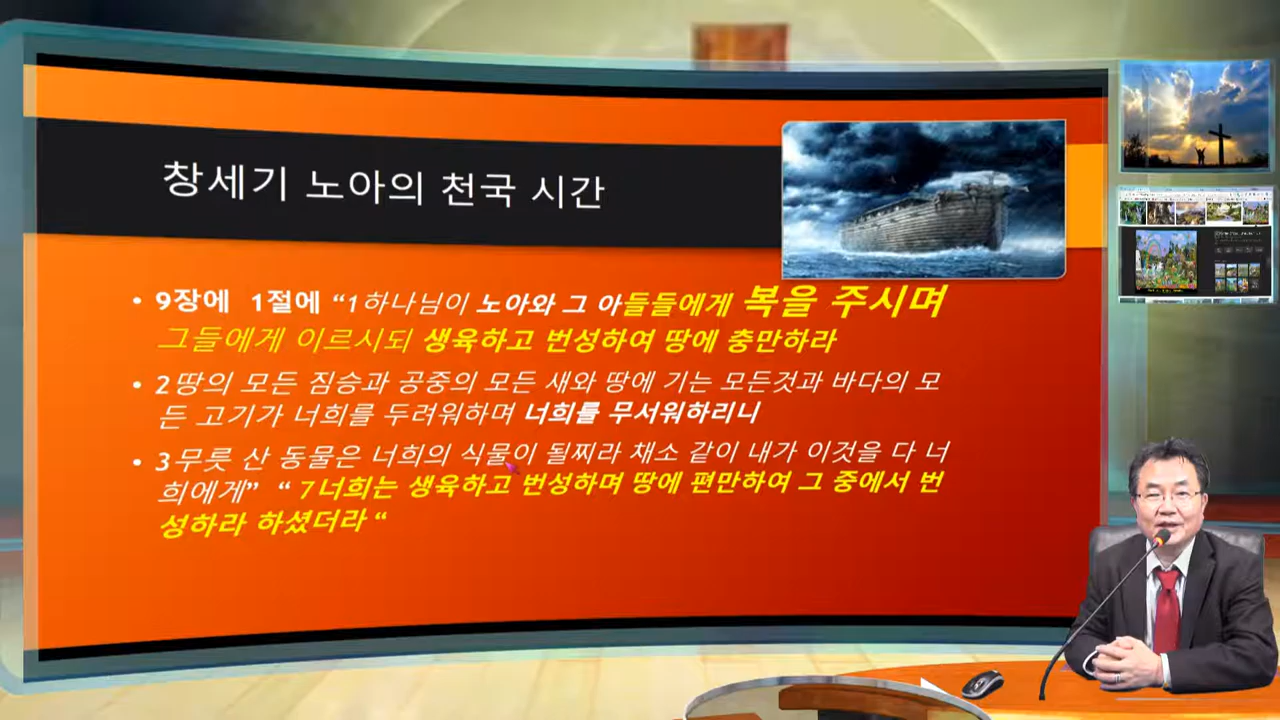 창세기 노아의 천국 시간
• 9장에 1절에 “1하나님이 노아와 그 아들들에게 복을 주시며
그들에게 이르시되 생육하고 번성하여 땅에 충만하라
• 2땅의 모든 짐승과 공중의 모든 새와 땅에 기는 모든것과 바다의 모
든 고기가 너희를 두려워하며 너희를 무서워하리니
• 3무릇 산 동물은 너희의 식물이 될찌라 채소 같이 내가 이것을 다 너
희에게” “ 7너희는 생육하고 번성하며 땅에 편만하여 그 중에서 번
성하라 하셨더라 “